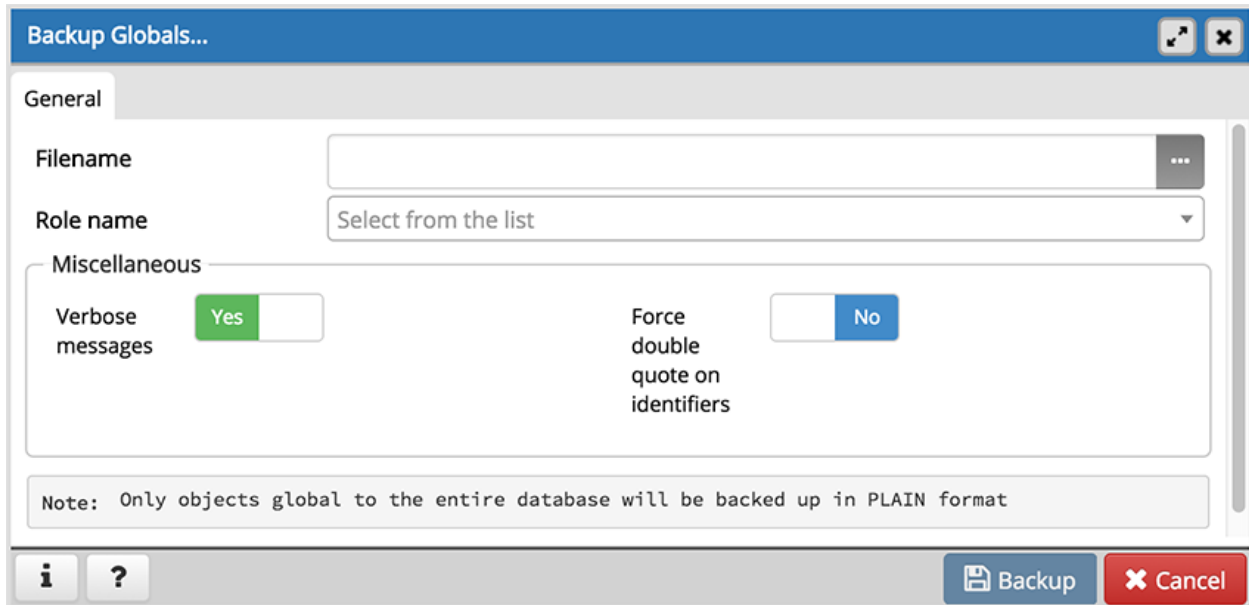 Backup Globals...
General
Filename
Role name
Select from the list
Miscellaneous
Verbose
messages
Yes
Force
double
quote on
identifiers
No
Note: Only objects global to the entire database will be backed up in PLAIN format
i ? Backup Cancel